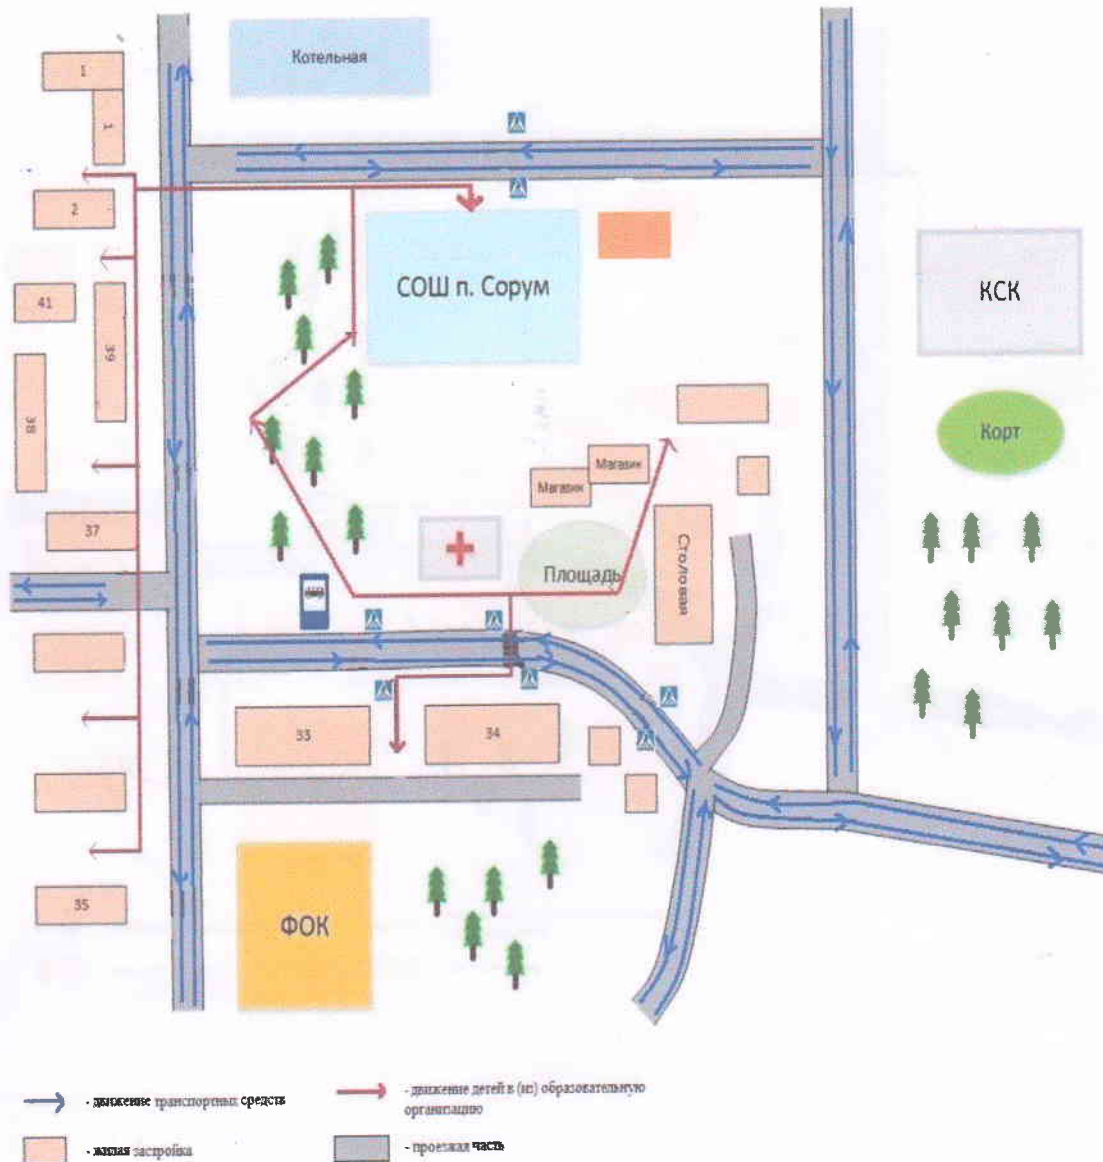 Котельная
1
1
2
СОШ п. Сорум
КСК
41
39
38
Корт
Магазин
Магазин
37
Столовая
Площадь
33
34
35
ФОК
- движение транспортных средств
- движение детей в (из) образовательную
организацию
- жилая застройка
- проезжая часть